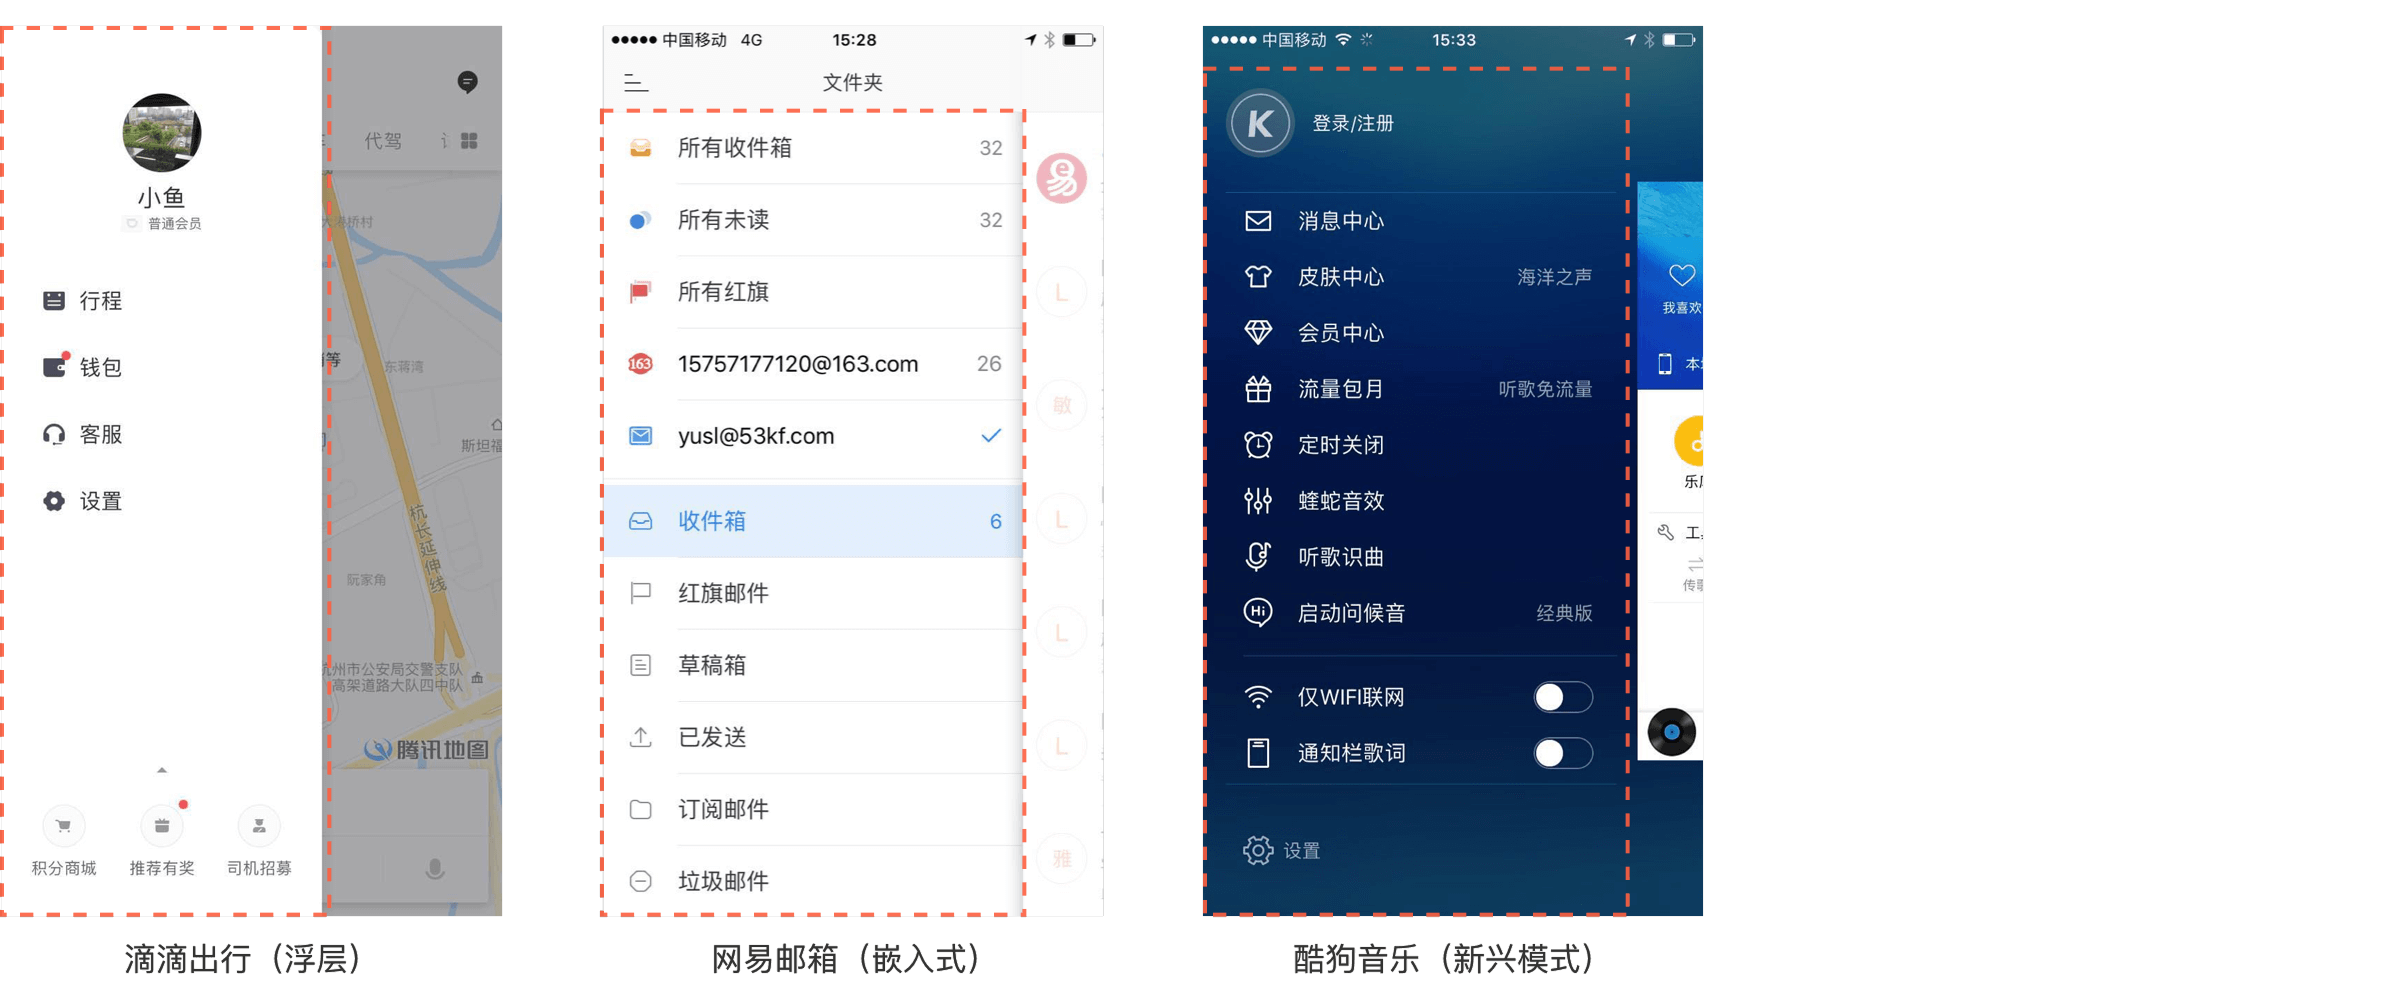 代驾
大港桥村
小鱼
普通会员
行程
钱包
客服
设置
东蒋湾
斯坦福
杭长延伸线
阮家角
杭州市公安局交警支队
高架道路大队四中队
腾讯地图
积分商城
推荐有奖
司机招募
滴滴出行（浮层）
中国移动 4G 15:28
文件夹
所有收件箱 32
所有未读 32
所有红旗
163 15757177120@163.com 26
yusl@53kf.com
收件箱 6
红旗邮件
草稿箱
已发送
订阅邮件
垃圾邮件
易
L
敏
L
L
L
雅
网易邮箱（嵌入式）
中国移动 15:33
K 登录/注册
消息中心
皮肤中心 海洋之声
会员中心
流量包月 听歌免流量
定时关闭
蝰蛇音效
听歌识曲
Hi 启动问候音 经典版
仅WIFI联网
通知栏歌词
设置
我喜欢
酷狗音乐（新兴模式）